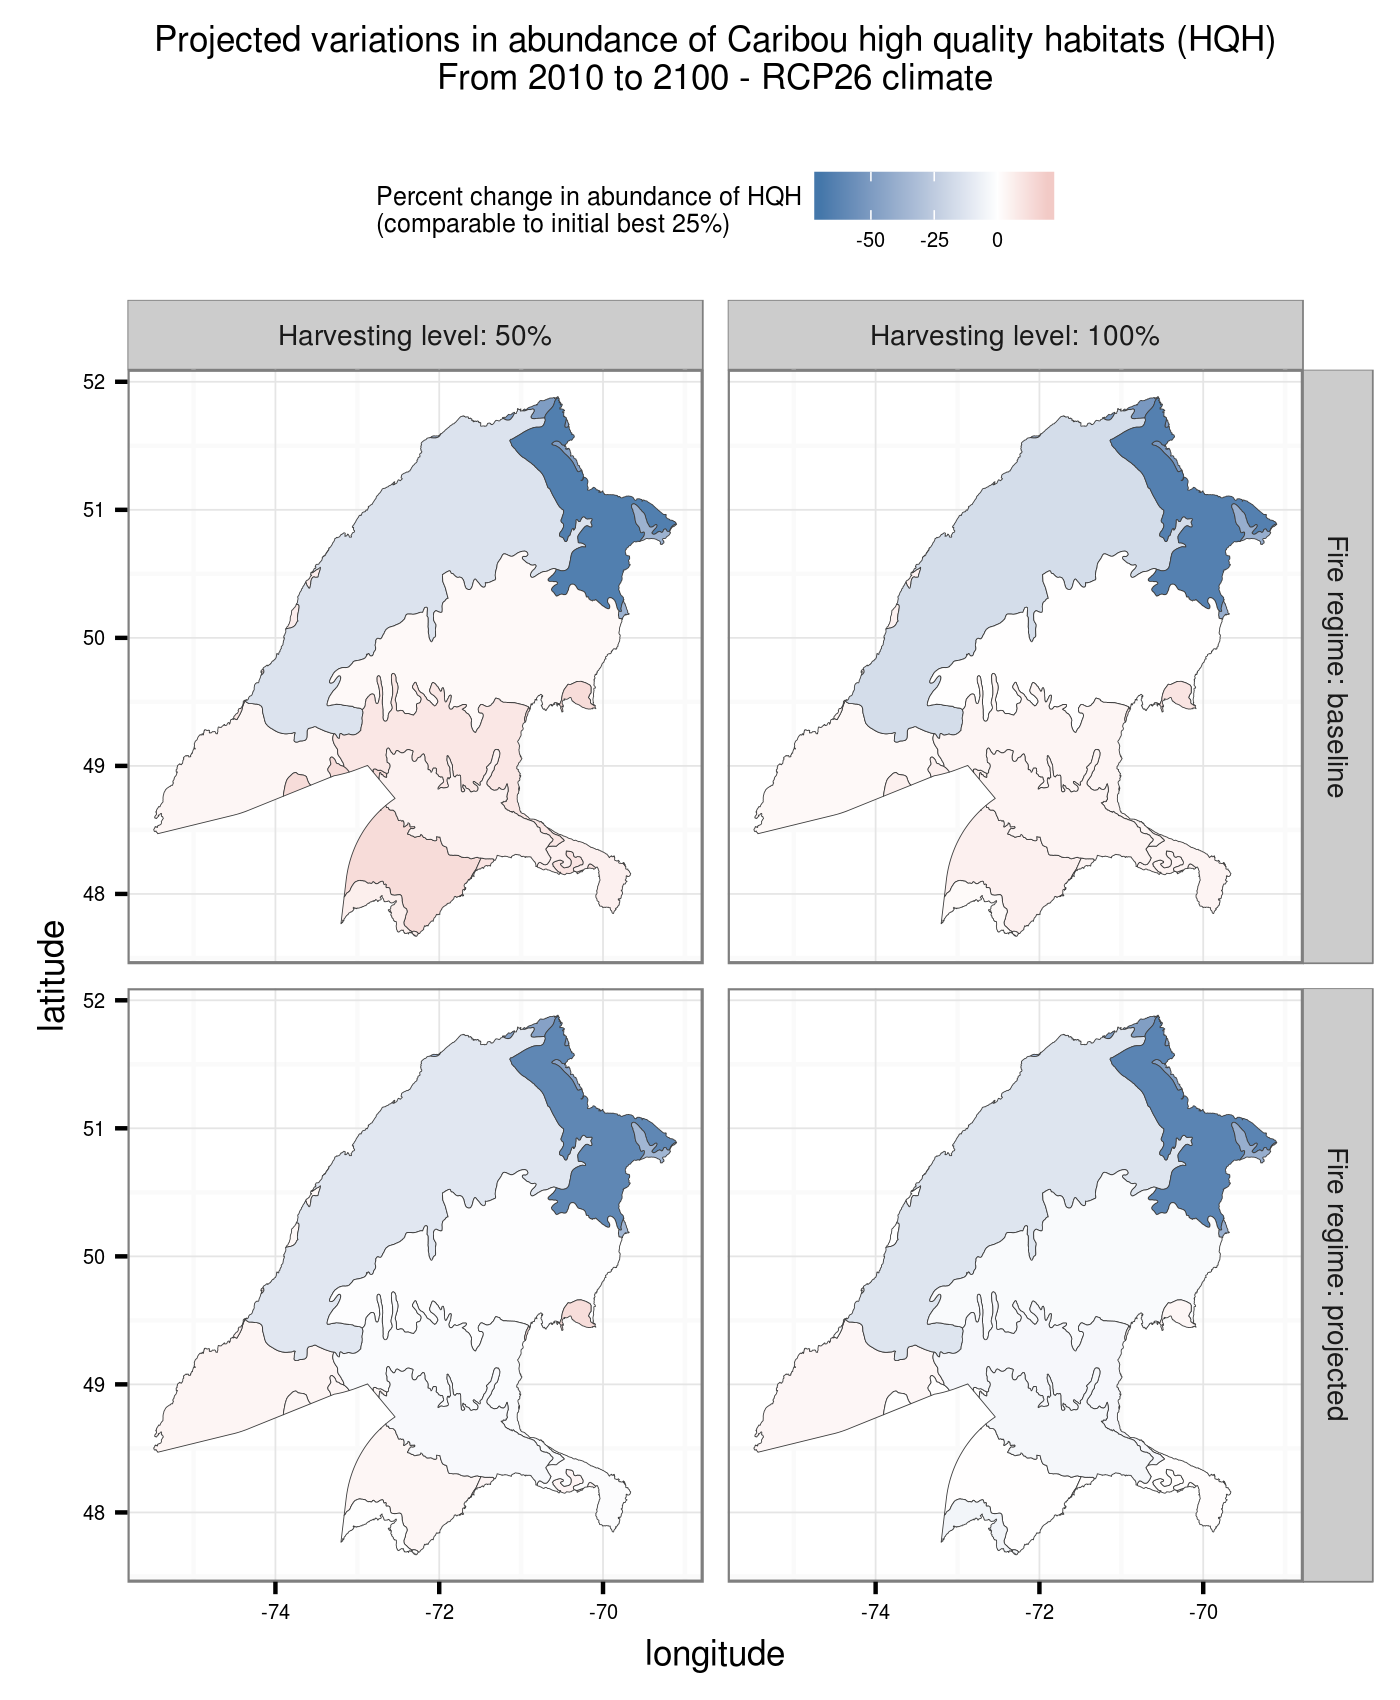 Projected variations in abundance of Caribou high quality habitats (HQH)
From 2010 to 2100 - RCP26 climate
Percent change in abundance of HQH
(comparable to initial best 25%)
-50 -25 0
Harvesting level: 50%
Harvesting level: 100%
52
51
50
49
48
Fire regime: baseline
latitude
52
51
50
49
48
Fire regime: projected
-74 -72 -70
-74 -72 -70
longitude